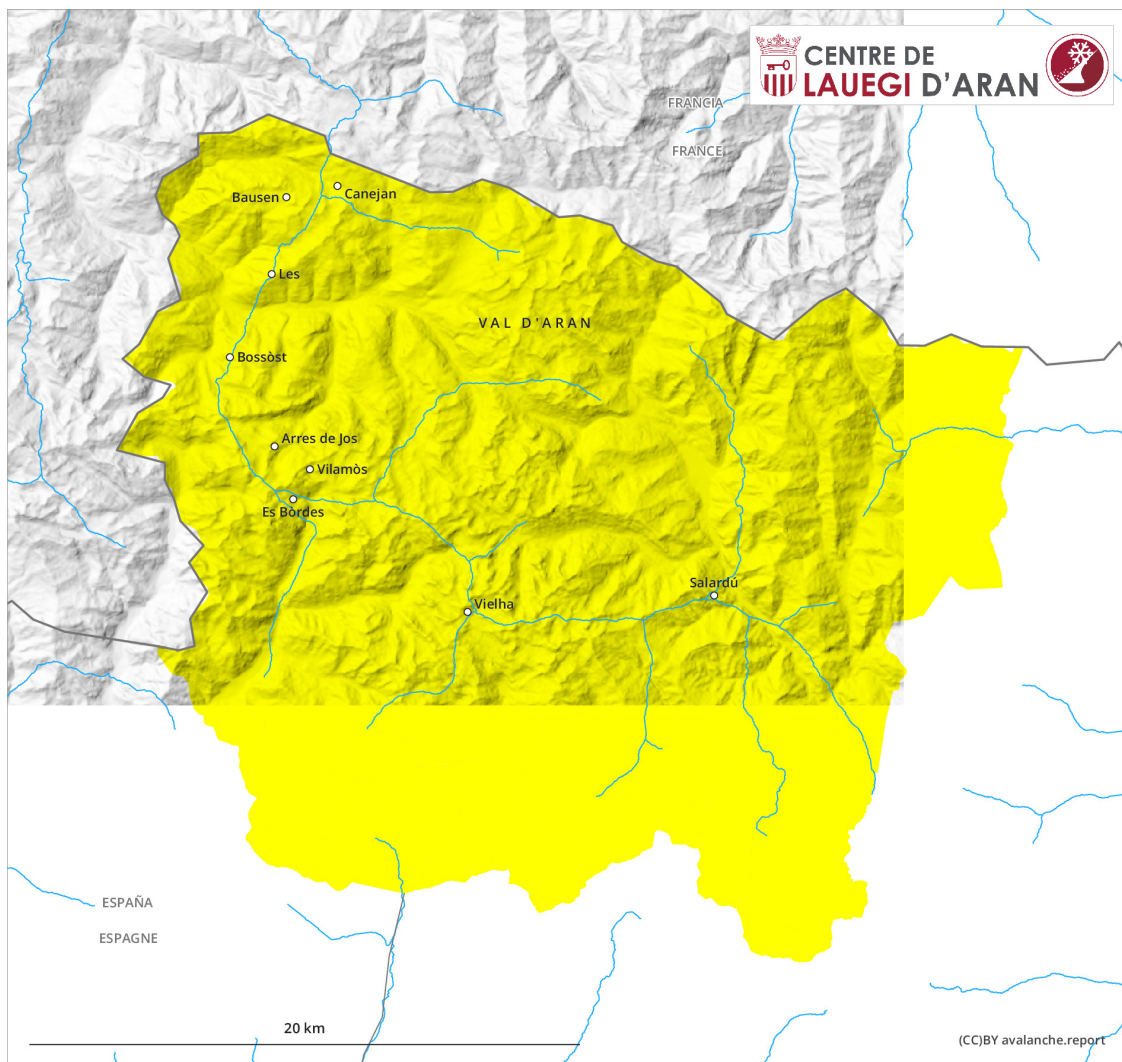 CENTRE DE
LAUEGI D'ARAN
FRANCIA
FRANCE
Bausen
Canejan
Les
VAL D'ARAN
Bossòst
Arres de Jos
Vilamòs
Es Bòrdes
Salardú
Vielha
ESPAÑA
ESPAGNE
20 km
(CC)BY avalanche.report